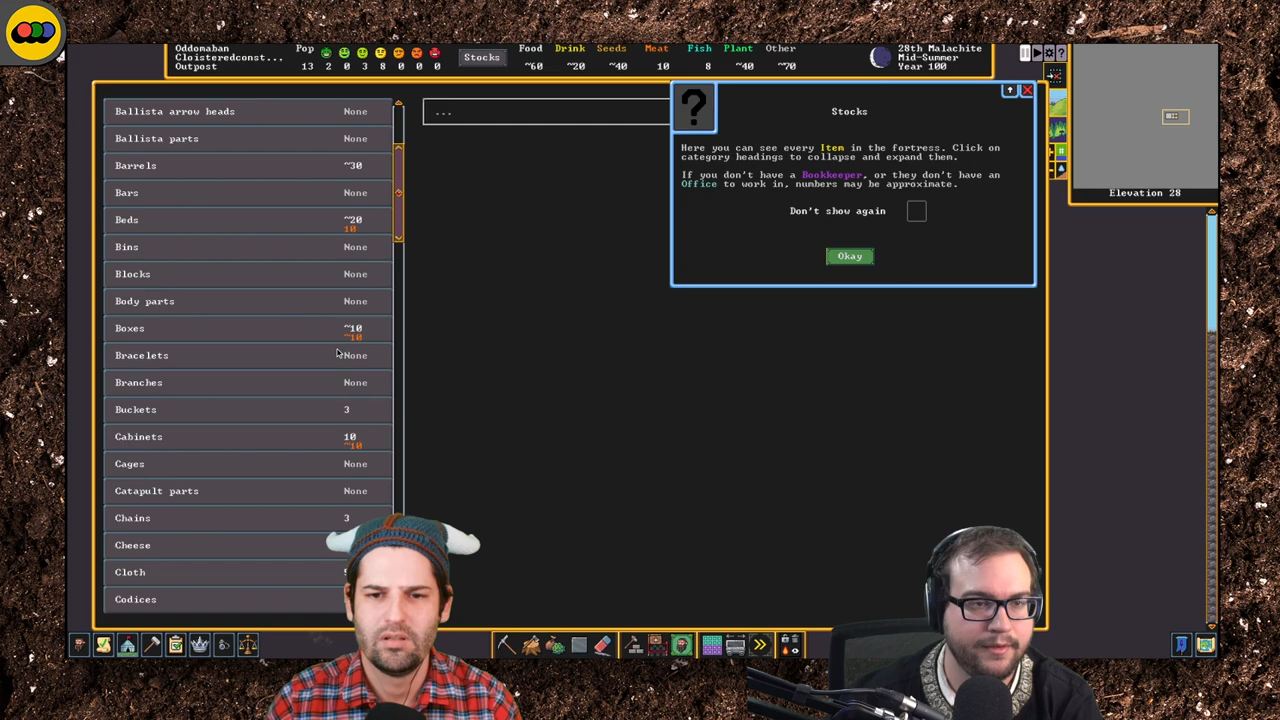 Oddomahan
Cloisteredconst...
Outpost
Pop
13 2 0 3 8 0 0 0
Stocks
Food Drink Seeds Meat Fish Plant Other
~60 ~20 ~40 10 8 ~40 ~70
28th Malachite
Mid-Summer
Year 100
Elevation 28
Ballista arrow heads None
Ballista parts None
Barrels ~30
Bars None
Beds ~20
10
Bins None
Blocks None
Body parts None
Boxes ~10
~10
Bracelets None
Branches None
Buckets 3
Cabinets 10
~10
Cages None
Catapult parts None
Chains 3
Cheese
Cloth
Codices
...
?
Stocks
Here you can see every Item in the fortress. Click on
category headings to collapse and expand them.
If you don't have a Bookkeeper, or they don't have an
Office to work in, numbers may be approximate.
Don't show again
Okay